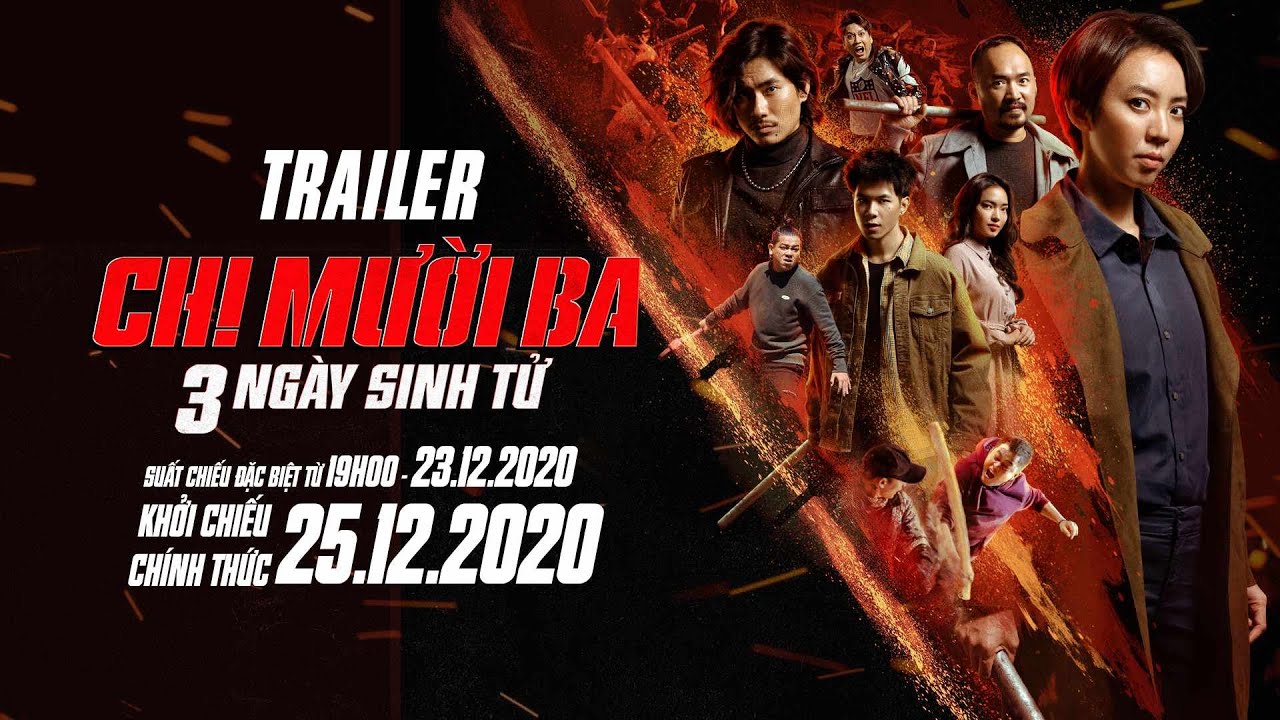 TRAILER
CHỊ MƯỜI BA
3 NGÀY SINH TỬ
SUẤT CHIẾU ĐẶC BIỆT TỪ 19H00 - 23.12.2020
KHỞI CHIẾU
CHÍNH THỨC 25.12.2020